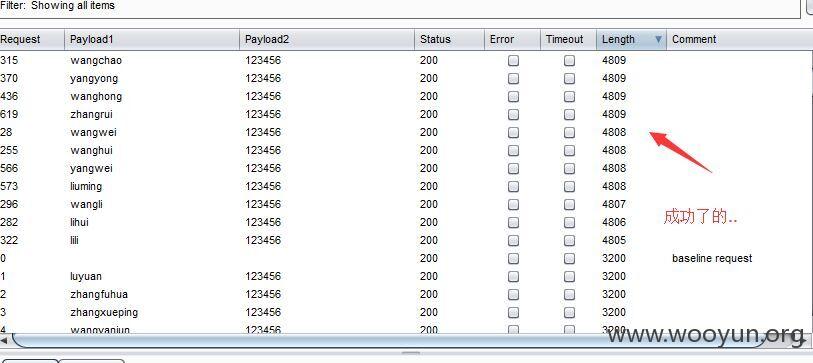 Filter: Showing all items
Request Payload1 Payload2 Status Error Timeout Length Comment
315 wangchao 123456 200 4809
370 yangyong 123456 200 4809
436 wanghong 123456 200 4809
619 zhangrui 123456 200 4809
28 wangwei 123456 200 4808
255 wanghui 123456 200 4808
566 yangwei 123456 200 4808
573 liuming 123456 200 4808
296 wangli 123456 200 4807
282 lihui 123456 200 4806
322 lili 123456 200 4805
成功了的..
0 200 3200 baseline request
1 luyuan 123456 200 3200
2 zhangfuhua 123456 200 3200
3 zhangxueping 123456 200 3200
4 wangyanjun 123456 200 3200
www.wooyun.org